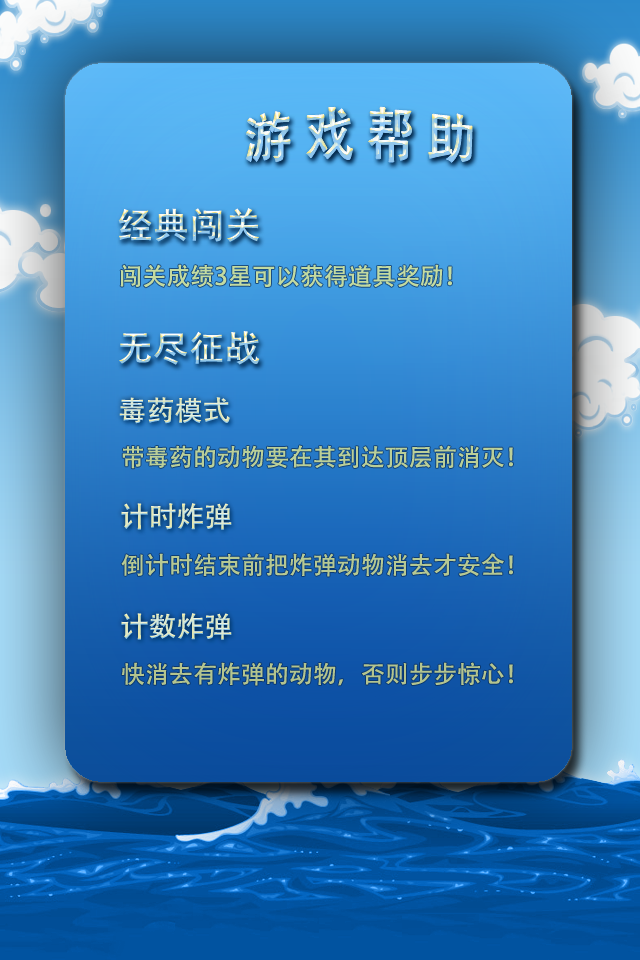 游戏帮助
经典闯关
闯关成绩3星可以获得道具奖励！
无尽征战
毒药模式
带毒药的动物要在其到达顶层前消灭！
计时炸弹
倒计时结束前把炸弹动物消去才安全！
计数炸弹
快消去有炸弹的动物，否则步步惊心！